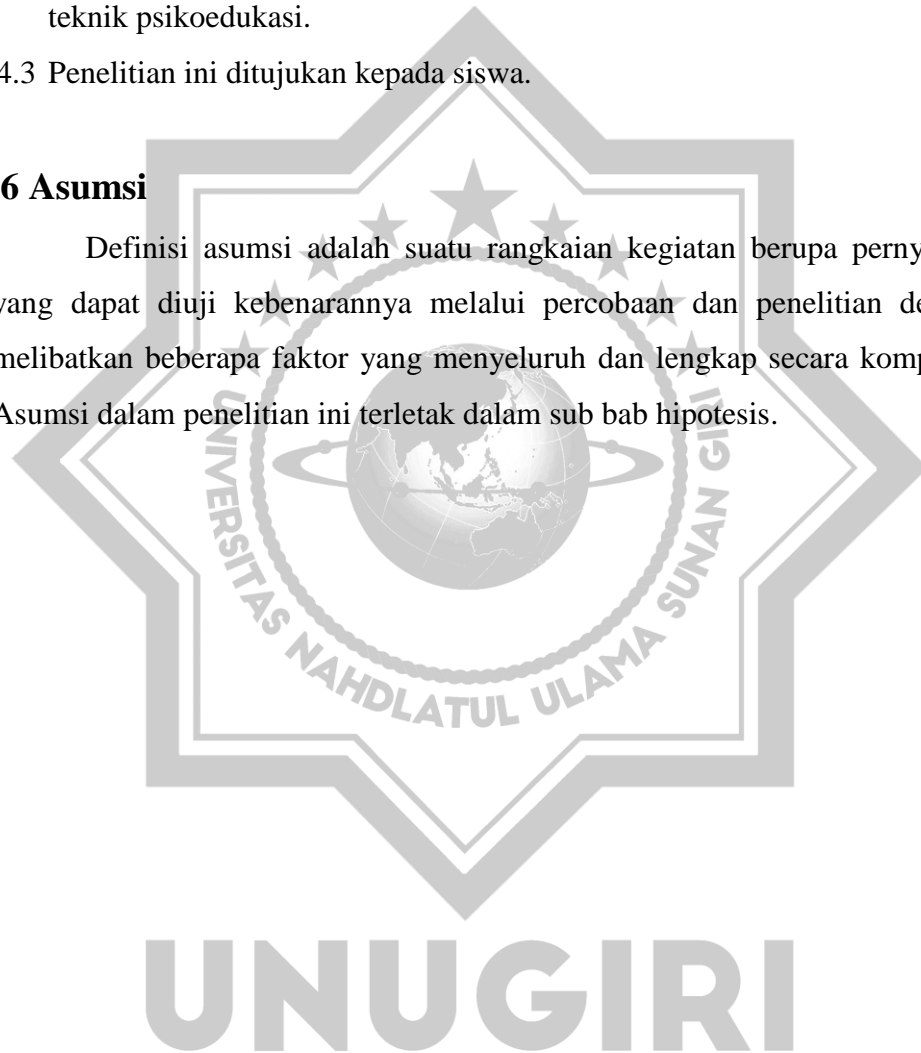 teknik psikoedukasi.
4.3 Penelitian ini ditujukan kepada siswa.
6 Asumsi
Definisi asumsi adalah suatu rangkaian kegiatan berupa perny
yang dapat diuji kebenarannya melalui percobaan dan penelitian de
melibatkan beberapa faktor yang menyeluruh dan lengkap secara komp
Asumsi dalam penelitian ini terletak dalam sub bab hipotesis.
UNIVERSITAS NAHDLATUL ULAMA SUNAN GIRI
UNUGIRI